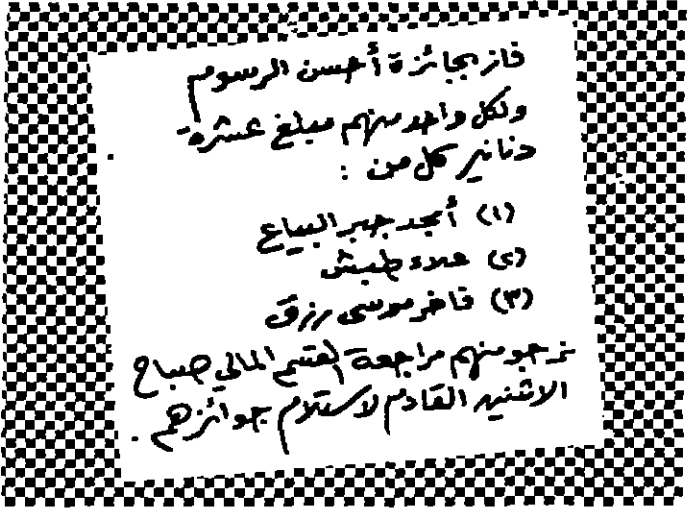 فاز بجائزة أحسن الرسوم
ولكل واحد منهم مبلغ عشرة
دنانير كل من :
(١) أمجد جبر البياع
(٢) علاء طبش
(٣) فاخر موسى رزق
نرجو منهم مراجعة القسم المالي صباح
الاثنين القادم لاستلام جوائزهم .